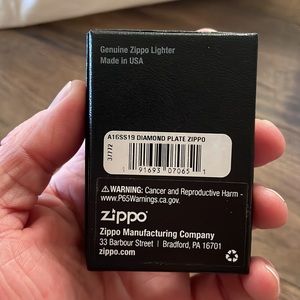 Genuine Zippo Lighter
Made in USA
A16SS19 DIAMOND PLATE ZIPPO
37772
1 91693 07065 1
⚠WARNING: Cancer and Reproductive Harm -
www.P65Warnings.ca.gov.
zippo
Zippo Manufacturing Company
33 Barbour Street | Bradford, PA 16701
zippo.com